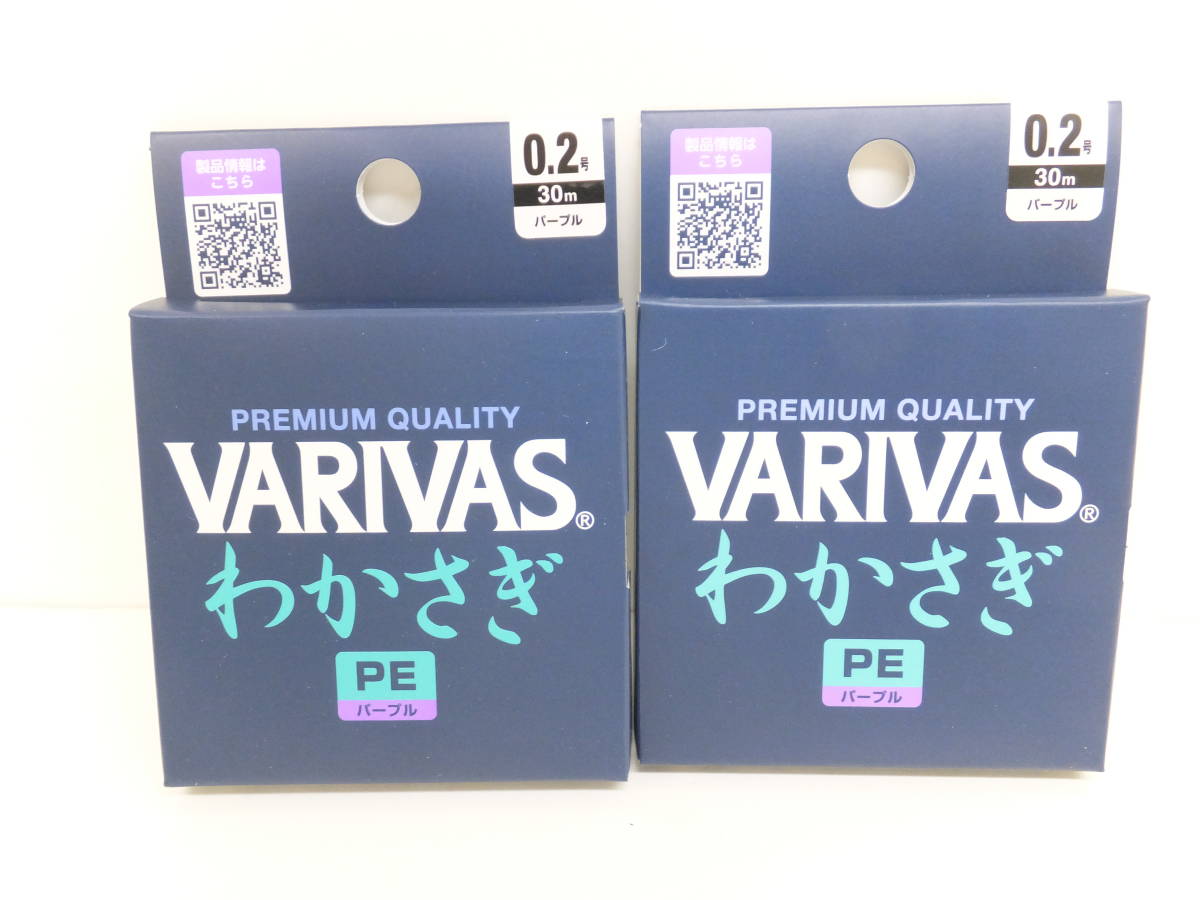 製品情報は
こちら
0.2号
30m
パープル
PREMIUM QUALITY
VARIVAS®
わかさぎ
PE
パープル
製品情報は
こちら
0.2号
30m
パープル
PREMIUM QUALITY
VARIVAS®
わかさぎ
PE
パープル